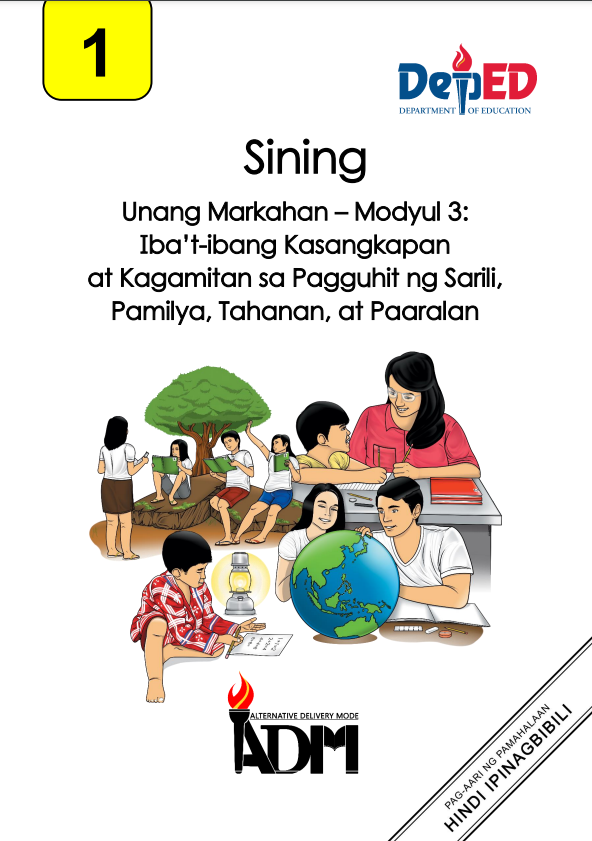 1
DepED
DEPARTMENT OF EDUCATION
Sining
Unang Markahan – Modyul 3:
Iba’t-ibang Kasangkapan
at Kagamitan sa Pagguhit ng Sarili,
Pamilya, Tahanan, at Paaralan
ALTERNATIVE DELIVERY MODE
ADM
PAG-AARI NG PAMAHALAAN
HINDI IPINAGBIBILI